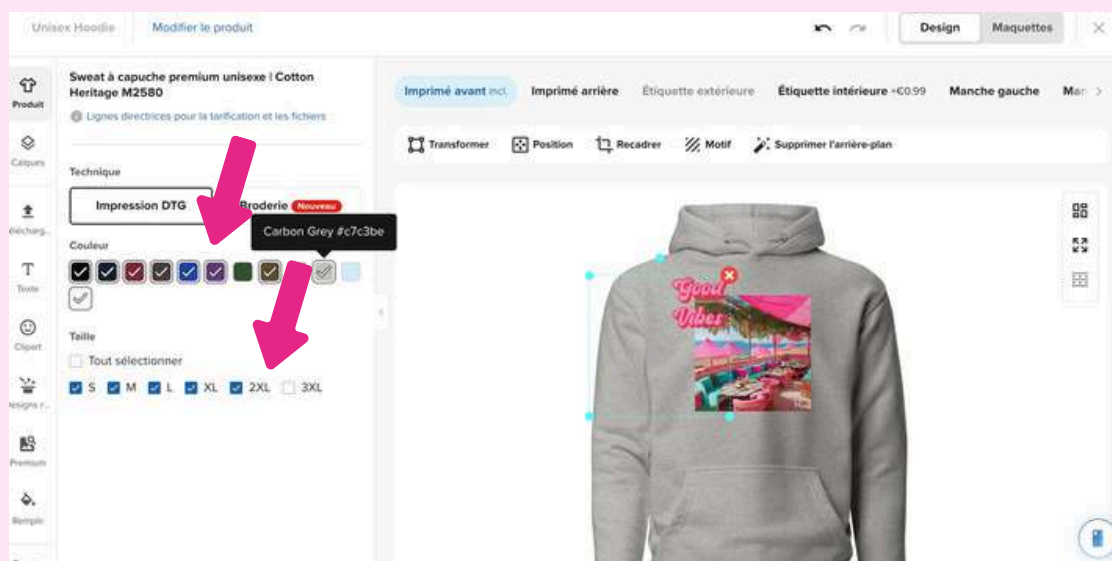 Unisex Hoodie Modifier le produit Design Maquettes
Produit
Calques
Texte
Clipart
Premium
Remplir
Sweat à capuche premium unisexe | Cotton
Heritage M2580
Lignes directrices pour la tarification et les fichiers
Technique
Impression DTG Broderie Nouveau
Carbon Grey #c7c3be
Couleur
Taille
Tout sélectionner
S M L XL 2XL 3XL
Imprimé avant incl. Imprimé arrière Étiquette extérieure Étiquette intérieure +€0.99 Manche gauche Man
Transformer Position Recadrer Motif Supprimer l'arrière-plan
Good
Vibes